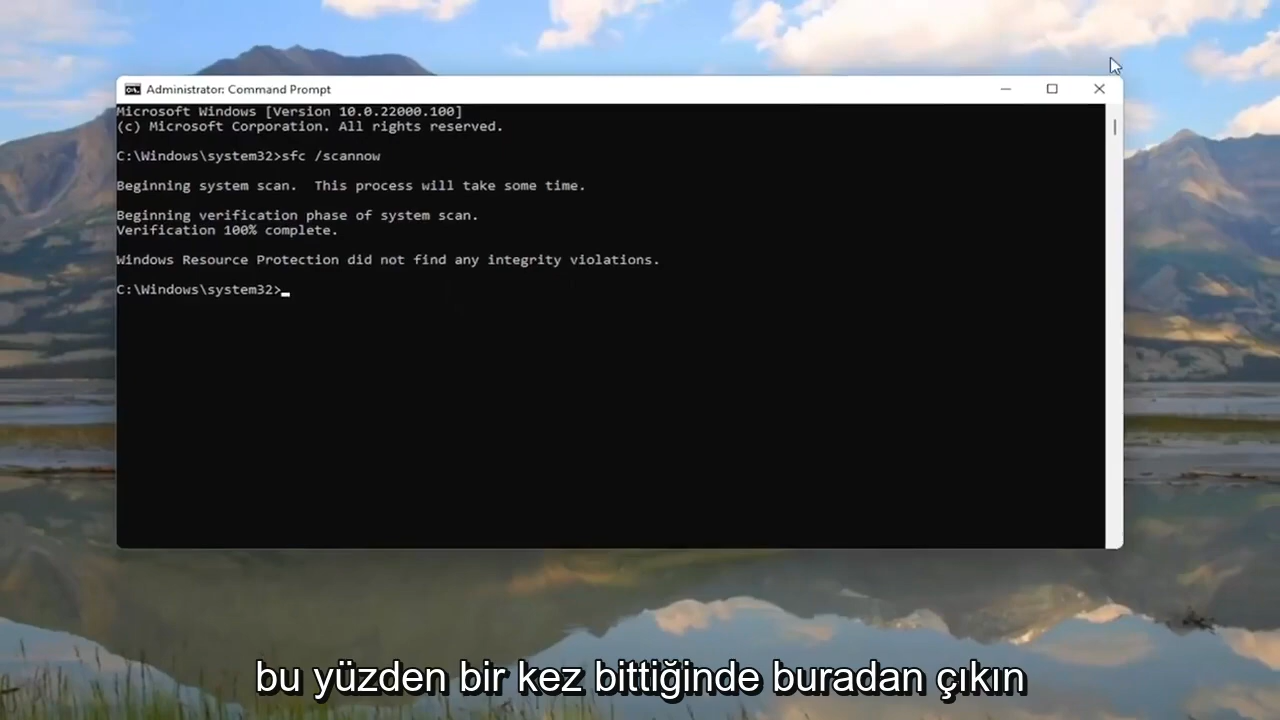 Administrator: Command Prompt
Microsoft Windows [Version 10.0.22000.100]
(c) Microsoft Corporation. All rights reserved.
C:\Windows\system32>sfc /scannow
Beginning system scan.  This process will take some time.
Beginning verification phase of system scan.
Verification 100% complete.
Windows Resource Protection did not find any integrity violations.
C:\Windows\system32>
bu yüzden bir kez bittiğinde buradan çıkın